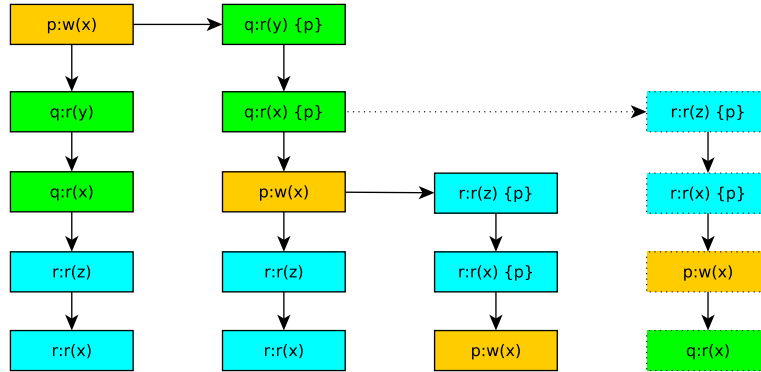 p:w(x)
q:r(y) {p}
q:r(y)
q:r(x) {p}
r:r(z) {p}
q:r(x)
p:w(x)
r:r(z) {p}
r:r(x) {p}
r:r(z)
r:r(z)
r:r(x) {p}
p:w(x)
r:r(x)
r:r(x)
p:w(x)
q:r(x)